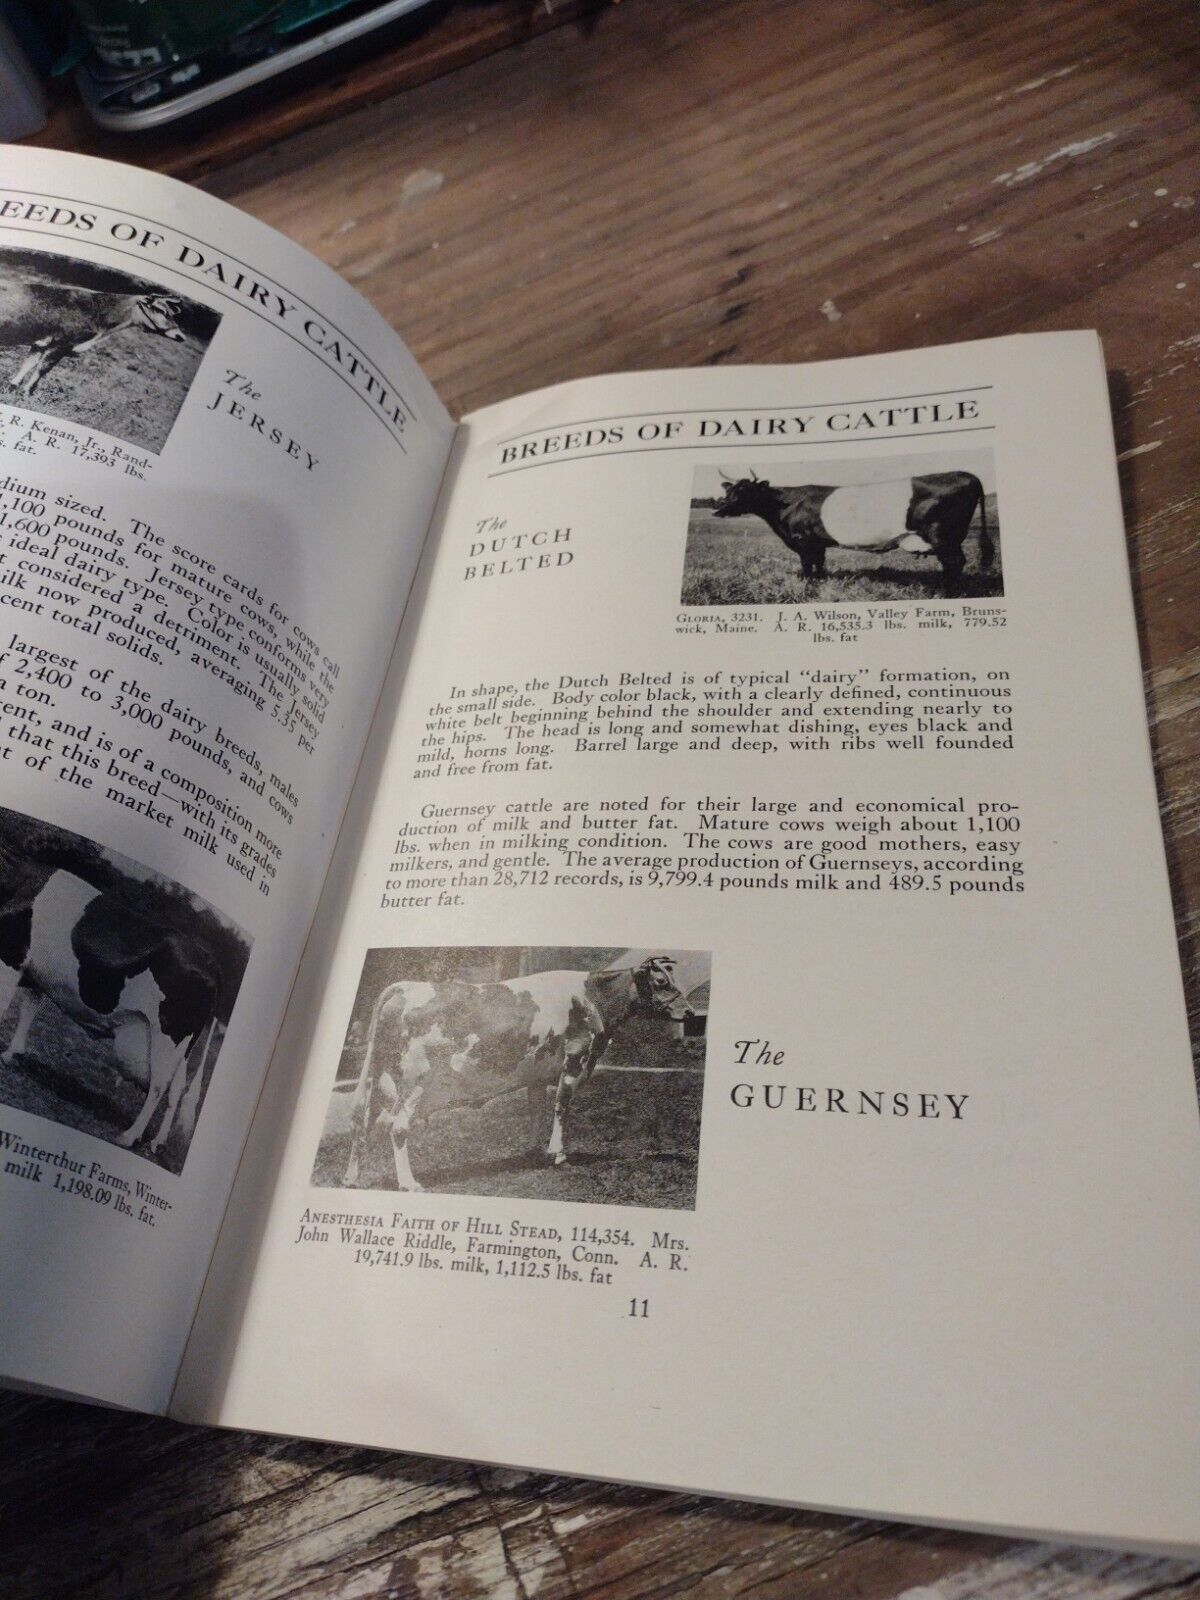 EEDS OF DAIRY CATTLE
The
JERSEY
R. Kenan, Jr., Rand-
A. R. 17,393 lbs.
fat.
dium sized. The score cards for cows call
1,100 pounds for mature cows, while the
1,600 pounds. Jersey type conforms very
ideal dairy type. Color is usually solid
t considered a detriment. The Jersey
ilk now produced, averaging 5.35 per
cent total solids.
largest of the dairy breeds, males
f 2,400 to 3,000 pounds, and cows
a ton.
tent, and is of a composition more
that this breed—with its grades
t of the market milk used in
Winterthur Farms, Winter-
milk 1,198.09 lbs. fat.
BREEDS OF DAIRY CATTLE
The
DUTCH
BELTED
GLORIA, 3231. J. A. Wilson, Valley Farm, Bruns-
wick, Maine. A. R. 16,535.3 lbs. milk, 779.52
lbs. fat
In shape, the Dutch Belted is of typical “dairy” formation, on
the small side. Body color black, with a clearly defined, continuous
white belt beginning behind the shoulder and extending nearly to
the hips. The head is long and somewhat dishing, eyes black and
mild, horns long. Barrel large and deep, with ribs well founded
and free from fat.
Guernsey cattle are noted for their large and economical pro-
duction of milk and butter fat. Mature cows weigh about 1,100
lbs. when in milking condition. The cows are good mothers, easy
milkers, and gentle. The average production of Guernseys, according
to more than 28,712 records, is 9,799.4 pounds milk and 489.5 pounds
butter fat.
The
GUERNSEY
ANESTHESIA FAITH OF HILL STEAD, 114,354. Mrs.
John Wallace Riddle, Farmington, Conn. A. R.
19,741.9 lbs. milk, 1,112.5 lbs. fat
11